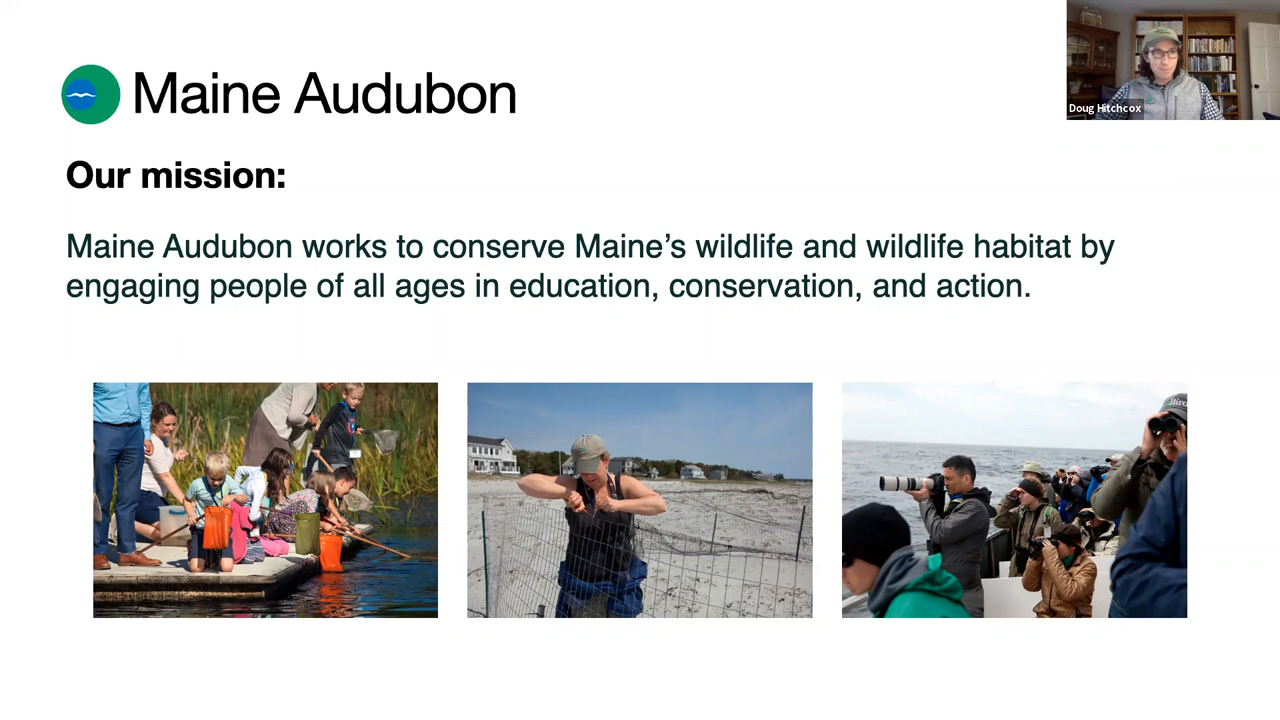 Maine Audubon
Doug Hitchcox
Our mission:
Maine Audubon works to conserve Maine’s wildlife and wildlife habitat by
engaging people of all ages in education, conservation, and action.